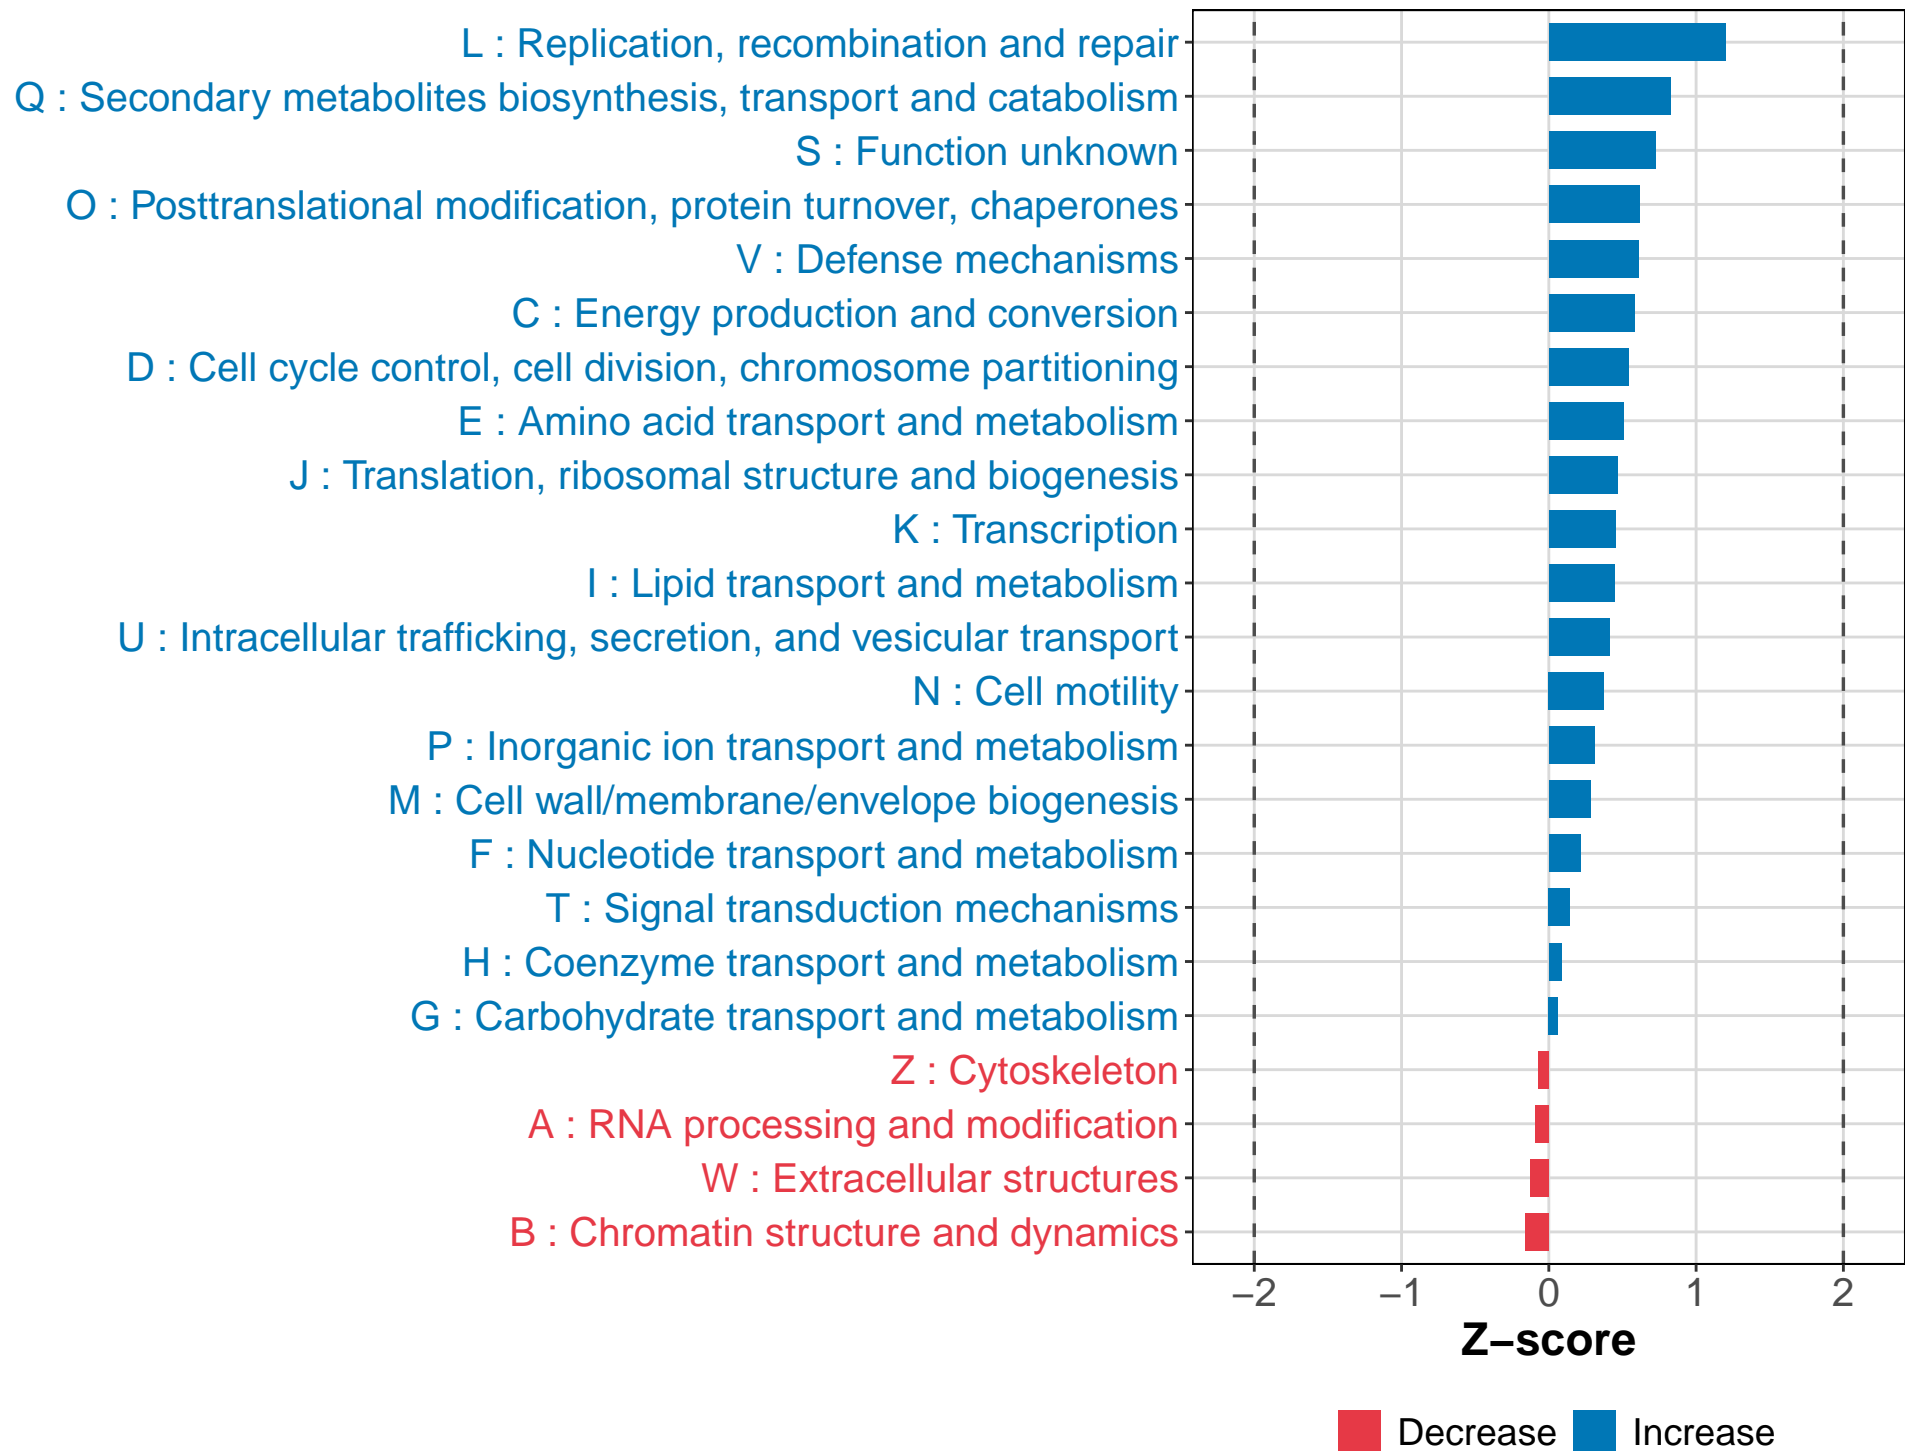 L : Replication, recombination and repair
Q : Secondary metabolites biosynthesis, transport and catabolism
S : Function unknown
O : Posttranslational modification, protein turnover, chaperones
V : Defense mechanisms
C : Energy production and conversion
D : Cell cycle control, cell division, chromosome partitioning
E : Amino acid transport and metabolism
J : Translation, ribosomal structure and biogenesis
K : Transcription
I : Lipid transport and metabolism
U : Intracellular trafficking, secretion, and vesicular transport
N : Cell motility
P : Inorganic ion transport and metabolism
M : Cell wall/membrane/envelope biogenesis
F : Nucleotide transport and metabolism
T : Signal transduction mechanisms
H : Coenzyme transport and metabolism
G : Carbohydrate transport and metabolism
Z : Cytoskeleton
A : RNA processing and modification
W : Extracellular structures
B : Chromatin structure and dynamics
−2 −1 0 1 2
Z−score
Decrease Increase